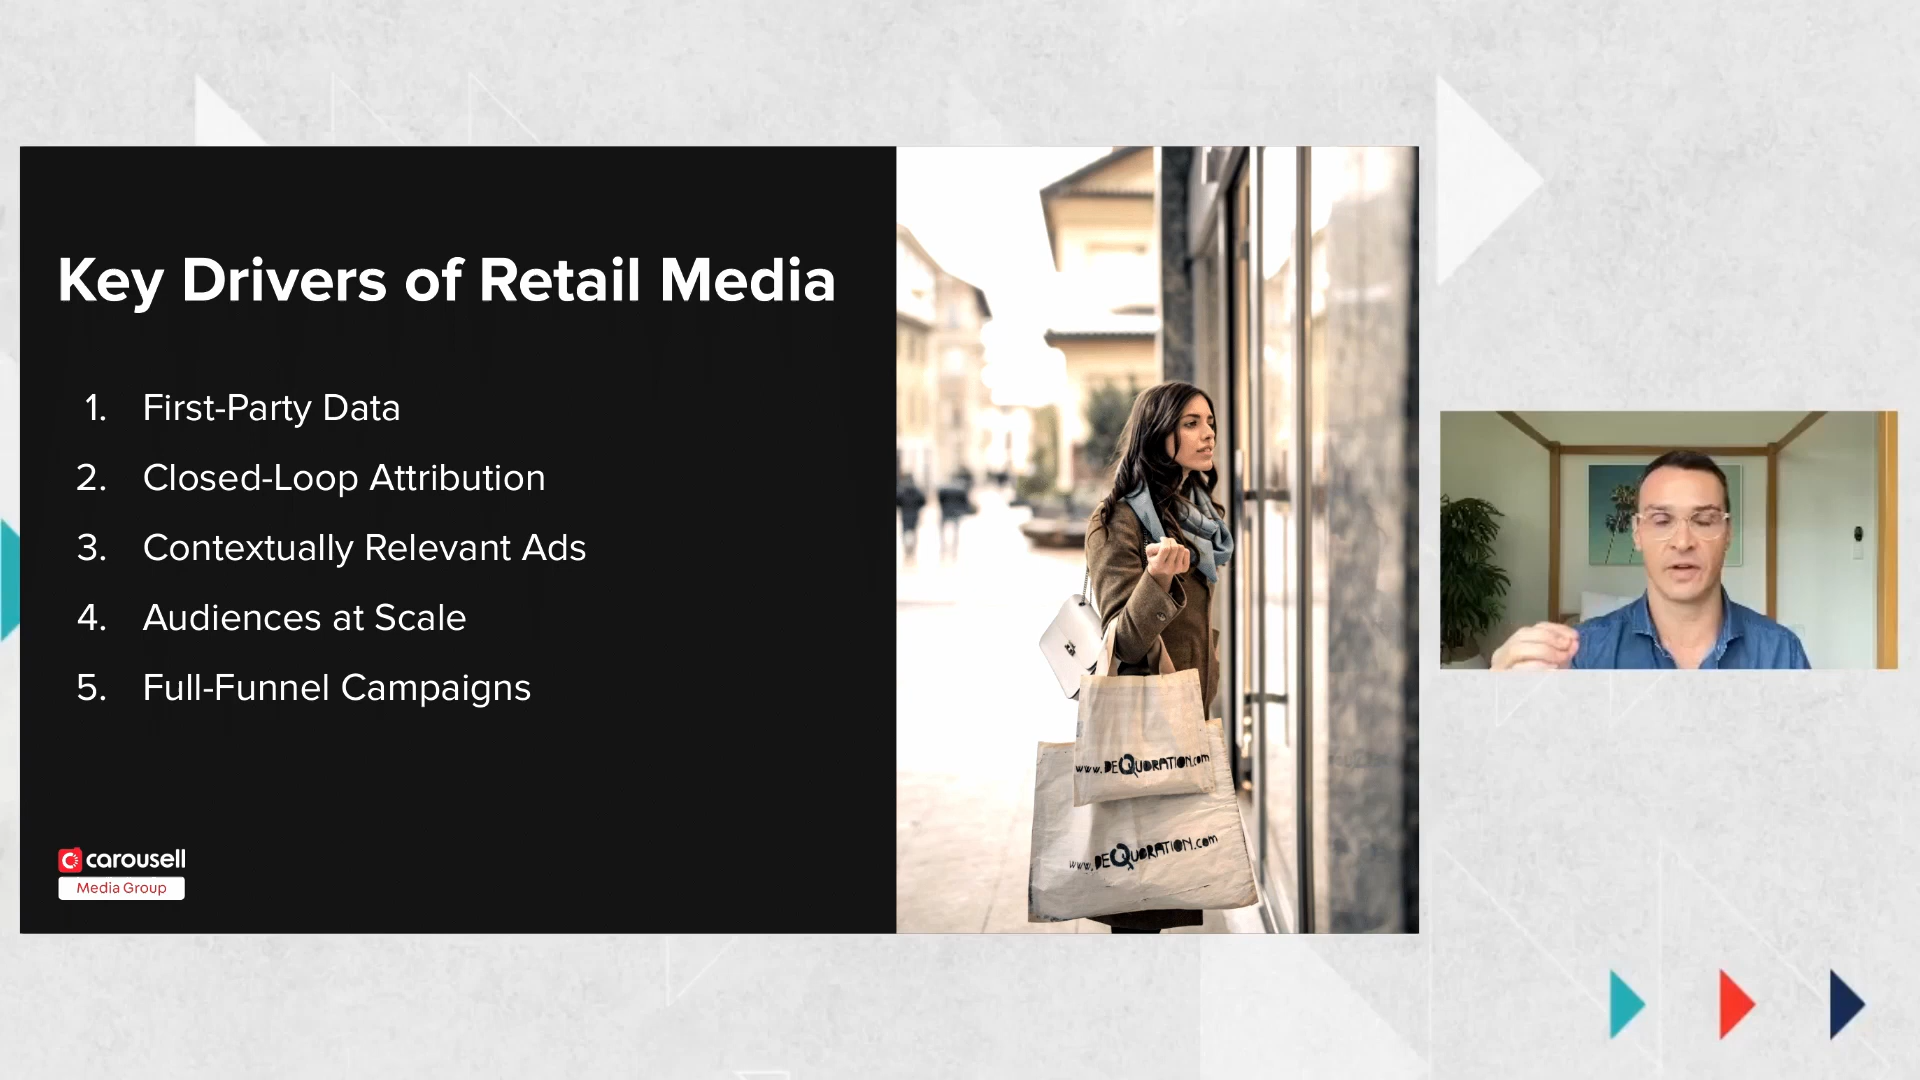 Key Drivers of Retail Media
1. First-Party Data
2. Closed-Loop Attribution
3. Contextually Relevant Ads
4. Audiences at Scale
5. Full-Funnel Campaigns
carousell
Media Group
www.DEQUORATION.com
www.DEQUORATION.com